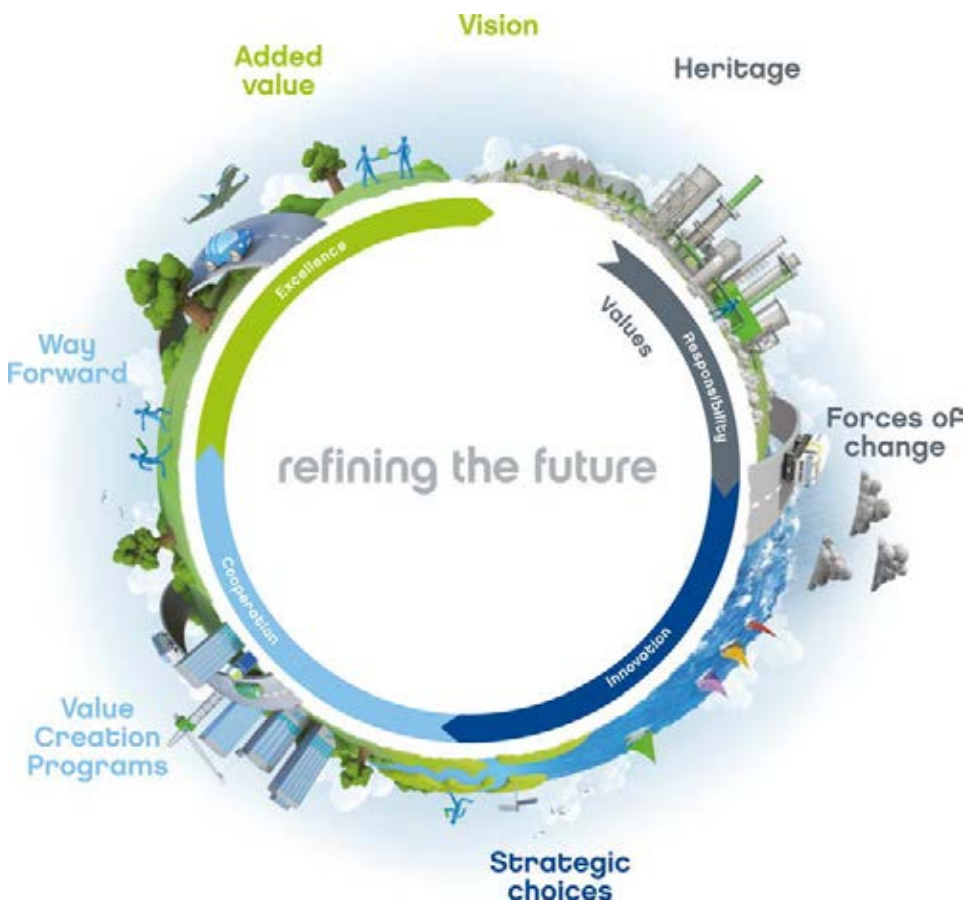 Vision
Added
value
Heritage
Excellence
Values
Responsibility
Way
Forward
Forces of
change
refining the future
Cooperation
Innovation
Value
Creation
Programs
Strategic
choices